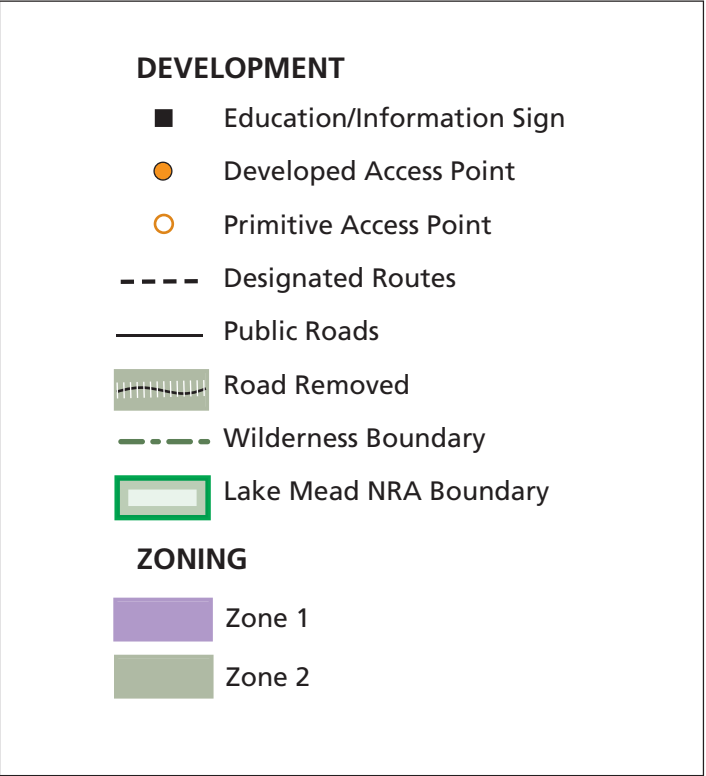 DEVELOPMENT
Education/Information Sign
Developed Access Point
Primitive Access Point
Designated Routes
Public Roads
Road Removed
Wilderness Boundary
Lake Mead NRA Boundary
ZONING
Zone 1
Zone 2